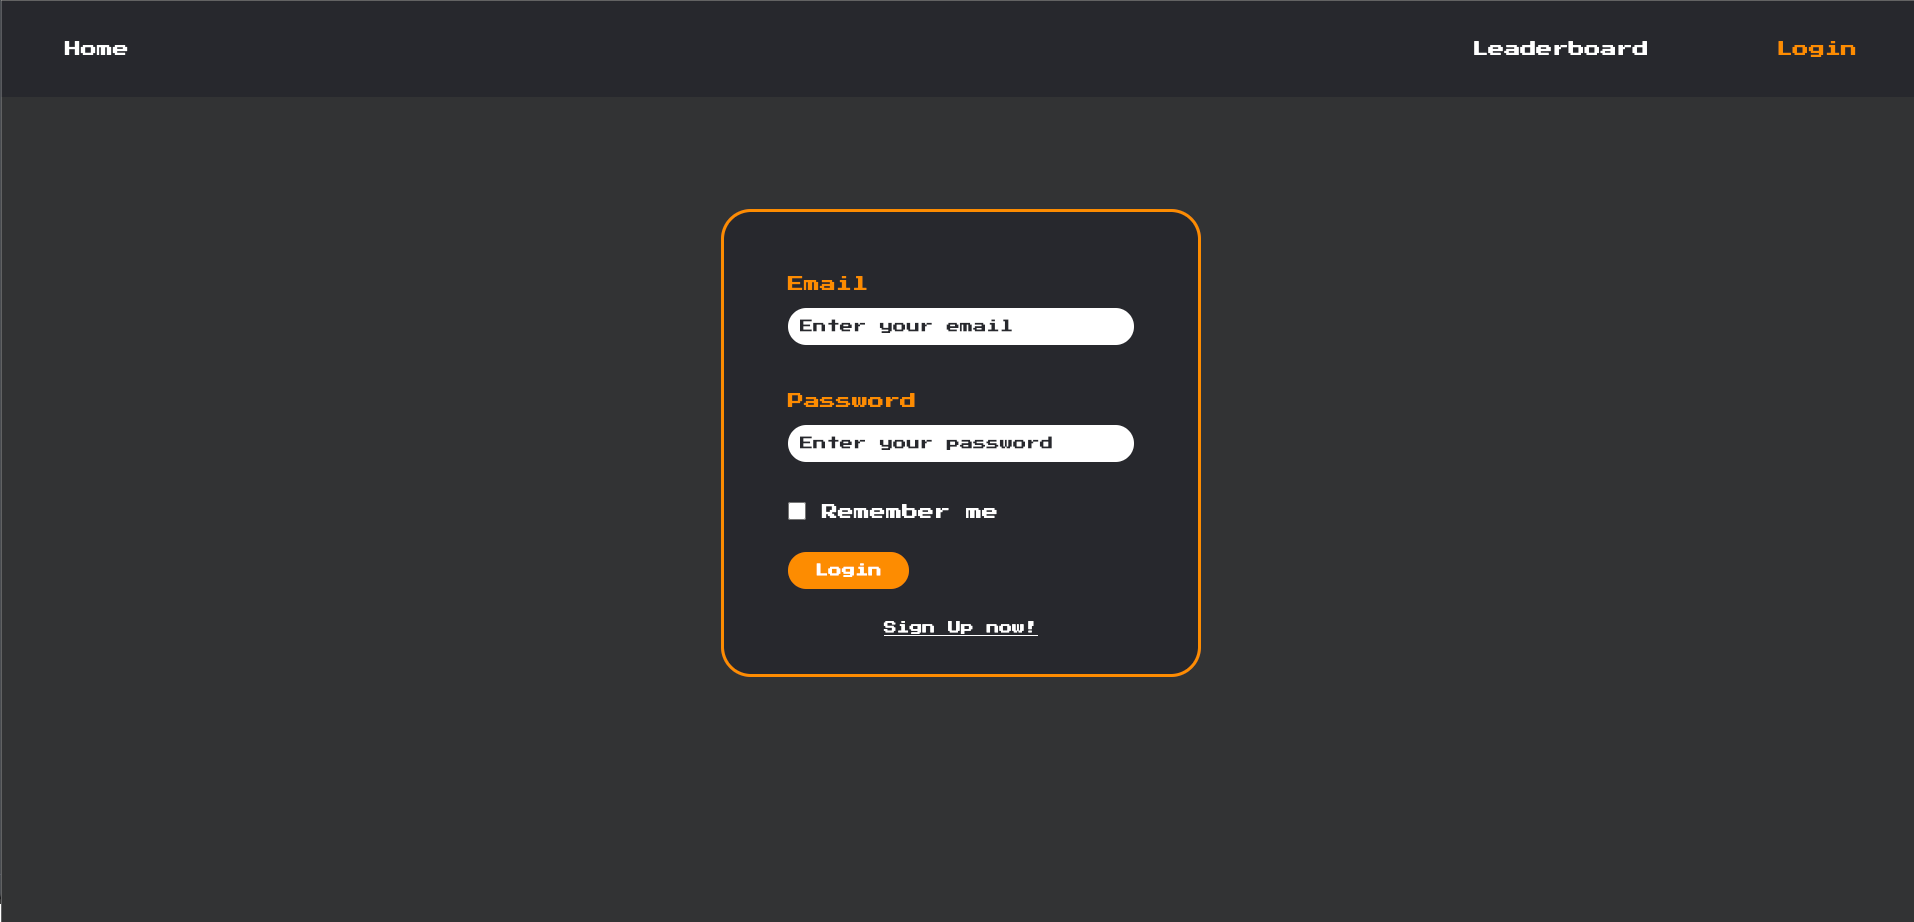 Home Leaderboard Login
Email
Enter your email
Password
Enter your password
Remember me
Login
Sign Up now!